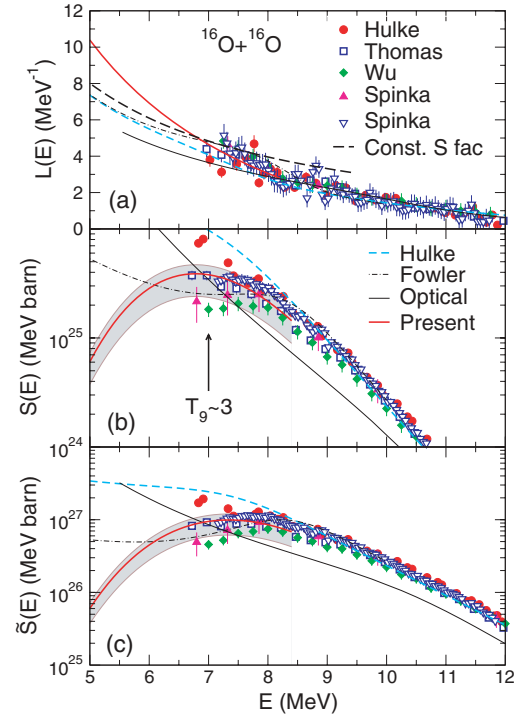 12
10
8
6
4
2
0
L(E) (MeV⁻¹)
¹⁶O+¹⁶O
Hulke
Thomas
Wu
Spinka
Spinka
Const. S fac
(a)
10²⁵
10²⁴
S(E) (MeV barn)
Hulke
Fowler
Optical
Present
T₉~3
(b)
10²⁸
10²⁷
10²⁶
10²⁵
S̃(E) (MeV barn)
(c)
5 6 7 8 9 10 11 12
E (MeV)